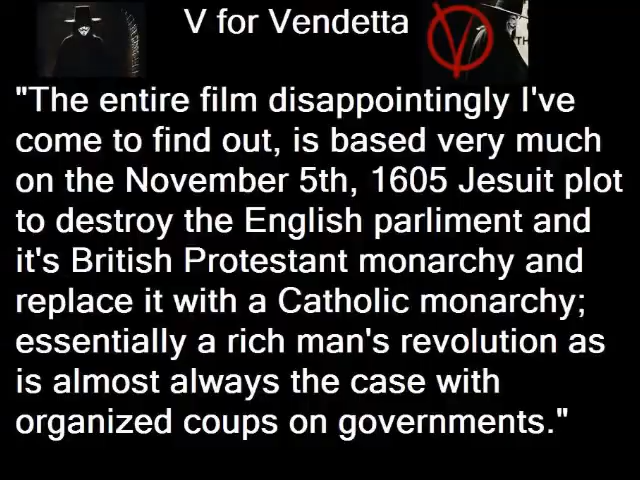 V for Vendetta
"The entire film disappointingly I've
come to find out, is based very much
on the November 5th, 1605 Jesuit plot
to destroy the English parliment and
it's British Protestant monarchy and
replace it with a Catholic monarchy;
essentially a rich man's revolution as
is almost always the case with
organized coups on governments."